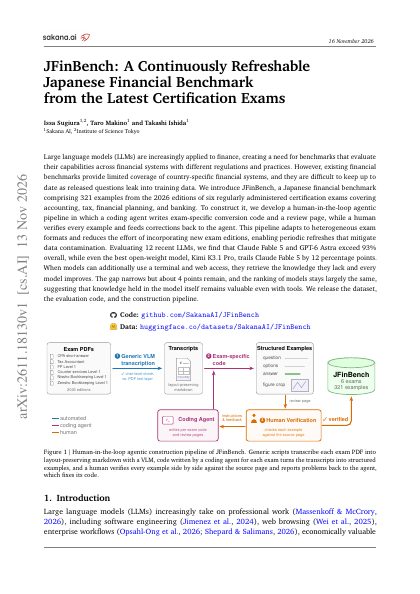 sakana.ai
16 November 2026
JFinBench: A Continuously Refreshable
Japanese Financial Benchmark
from the Latest Certification Exams
Issa Sugiura1,2, Taro Makino1 and Takashi Ishida1
1Sakana AI, 2Institute of Science Tokyo
Large language models (LLMs) are increasingly applied to finance, creating a need for benchmarks that evaluate
their capabilities across financial systems with different regulations and practices. However, existing financial
benchmarks provide limited coverage of country-specific financial systems, and they are difficult to keep up to
date as released questions leak into training data. We introduce JFinBench, a Japanese financial benchmark
comprising 321 examples from the 2026 editions of six regularly administered certification exams covering
accounting, tax, financial planning, and banking. To construct it, we develop a human-in-the-loop agentic
pipeline in which a coding agent writes exam-specific conversion code and a review page, while a human
verifies every example and feeds corrections back to the agent. This pipeline adapts to heterogeneous exam
formats and reduces the effort of incorporating new exam editions, enabling periodic refreshes that mitigate
data contamination. Evaluating 12 recent LLMs, we find that Claude Fable 5 and GPT-6 Astra exceed 93%
overall, while even the best open-weight model, Kimi K3.1 Pro, trails Claude Fable 5 by 12 percentage points.
When models can additionally use a terminal and web access, they retrieve the knowledge they lack and every
model improves. The gap narrows but about 4 points remain, and the ranking of models stays largely the same,
suggesting that knowledge held in the model itself remains valuable even with tools. We release the dataset,
the evaluation code, and the construction pipeline.
Code: github.com/SakanaAI/JFinBench
Data: huggingface.co/datasets/SakanaAI/JFinBench
arXiv:2611.18130v1 [cs.AI] 13 Nov 2026
Exam PDFs
CPA short-answer
Tax Accountant
FP Level 1
2026 editions
1 Generic VLM
transcription
Transcripts
layout-preserving
markdown
2 Exam-specific
code
Structured Examples
question
options
answer
figure crop
review page
JFinBench
6 exams
321 examples
automated
coding agent
human
Coding Agent
writes per-exam code
and review pages
Human Verification
against the source page
✓ verified
Figure 1 | Human-in-the-loop agentic construction pipeline of JFinBench. Generic scripts transcribe each exam PDF into
layout-preserving markdown with a VLM, code written by a coding agent for each exam turns the transcripts into structured
examples, and a human verifies every example side by side against the source page and reports problems back to the agent,
which fixes its code.
1. Introduction
Large language models (LLMs) increasingly take on professional work (Massenkoff & McCrory,
2026), including software engineering (Jimenez et al., 2024), web browsing (Wei et al., 2025),
enterprise workflows (Opsahl-Ong et al., 2026; Shepard & Salimans, 2026), economically valuable